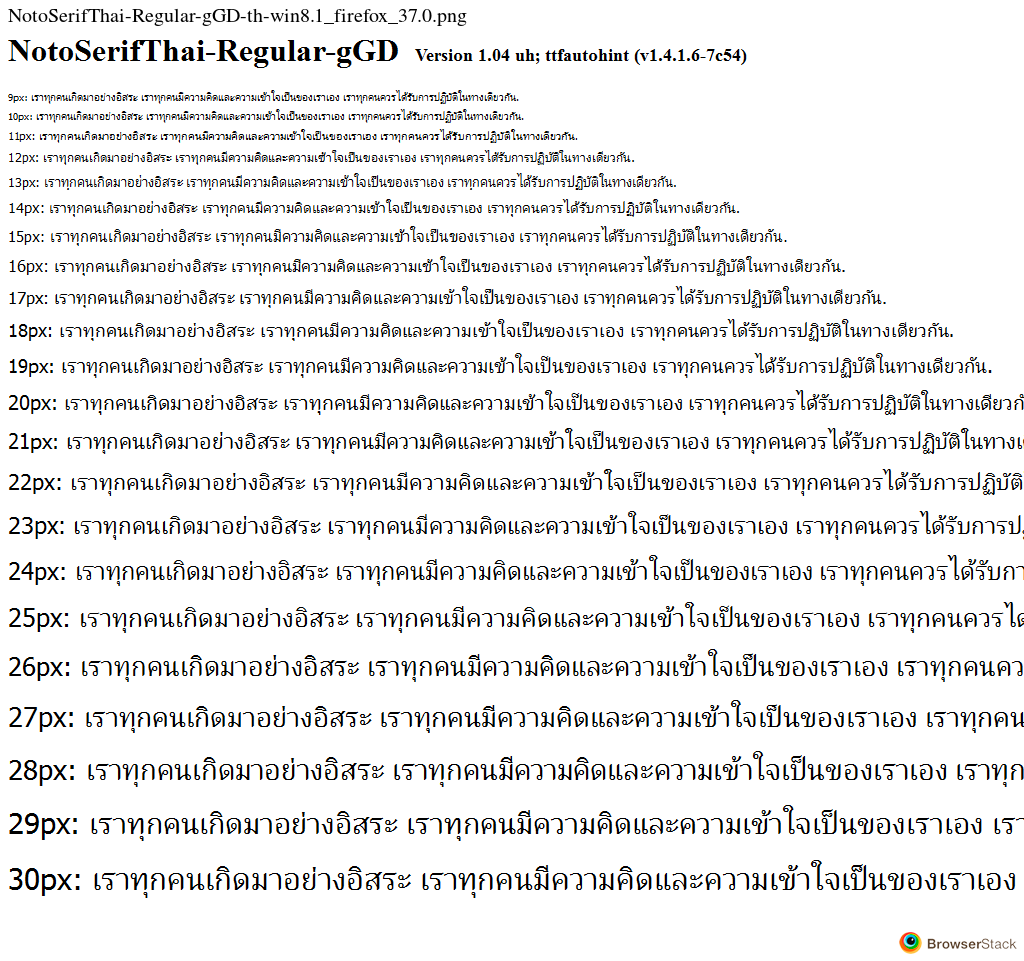 NotoSerifThai-Regular-gGD-th-win8.1_firefox_37.0.png
NotoSerifThai-Regular-gGD Version 1.04 uh; ttfautohint (v1.4.1.6-7c54)
9px: เราทุกคนเกิดมาอย่างอิสระ เราทุกคนมีความคิดและความเข้าใจเป็นของเราเอง เราทุกคนควรได้รับการปฏิบัติในทางเดียวกัน.
10px: เราทุกคนเกิดมาอย่างอิสระ เราทุกคนมีความคิดและความเข้าใจเป็นของเราเอง เราทุกคนควรได้รับการปฏิบัติในทางเดียวกัน.
11px: เราทุกคนเกิดมาอย่างอิสระ เราทุกคนมีความคิดและความเข้าใจเป็นของเราเอง เราทุกคนควรได้รับการปฏิบัติในทางเดียวกัน.
12px: เราทุกคนเกิดมาอย่างอิสระ เราทุกคนมีความคิดและความเข้าใจเป็นของเราเอง เราทุกคนควรได้รับการปฏิบัติในทางเดียวกัน.
13px: เราทุกคนเกิดมาอย่างอิสระ เราทุกคนมีความคิดและความเข้าใจเป็นของเราเอง เราทุกคนควรได้รับการปฏิบัติในทางเดียวกัน.
14px: เราทุกคนเกิดมาอย่างอิสระ เราทุกคนมีความคิดและความเข้าใจเป็นของเราเอง เราทุกคนควรได้รับการปฏิบัติในทางเดียวกัน.
15px: เราทุกคนเกิดมาอย่างอิสระ เราทุกคนมีความคิดและความเข้าใจเป็นของเราเอง เราทุกคนควรได้รับการปฏิบัติในทางเดียวกัน.
16px: เราทุกคนเกิดมาอย่างอิสระ เราทุกคนมีความคิดและความเข้าใจเป็นของเราเอง เราทุกคนควรได้รับการปฏิบัติในทางเดียวกัน.
17px: เราทุกคนเกิดมาอย่างอิสระ เราทุกคนมีความคิดและความเข้าใจเป็นของเราเอง เราทุกคนควรได้รับการปฏิบัติในทางเดียวกัน.
18px: เราทุกคนเกิดมาอย่างอิสระ เราทุกคนมีความคิดและความเข้าใจเป็นของเราเอง เราทุกคนควรได้รับการปฏิบัติในทางเดียวกัน.
19px: เราทุกคนเกิดมาอย่างอิสระ เราทุกคนมีความคิดและความเข้าใจเป็นของเราเอง เราทุกคนควรได้รับการปฏิบัติในทางเดียวกัน.
20px: เราทุกคนเกิดมาอย่างอิสระ เราทุกคนมีความคิดและความเข้าใจเป็นของเราเอง เราทุกคนควรได้รับการปฏิบัติในทางเดียวก
21px: เราทุกคนเกิดมาอย่างอิสระ เราทุกคนมีความคิดและความเข้าใจเป็นของเราเอง เราทุกคนควรได้รับการปฏิบัติในทาง
22px: เราทุกคนเกิดมาอย่างอิสระ เราทุกคนมีความคิดและความเข้าใจเป็นของเราเอง เราทุกคนควรได้รับการปฏิบัติ
23px: เราทุกคนเกิดมาอย่างอิสระ เราทุกคนมีความคิดและความเข้าใจเป็นของเราเอง เราทุกคนควรได้รับการป
24px: เราทุกคนเกิดมาอย่างอิสระ เราทุกคนมีความคิดและความเข้าใจเป็นของเราเอง เราทุกคนควรได้รับกา
25px: เราทุกคนเกิดมาอย่างอิสระ เราทุกคนมีความคิดและความเข้าใจเป็นของเราเอง เราทุกคนควรได้
26px: เราทุกคนเกิดมาอย่างอิสระ เราทุกคนมีความคิดและความเข้าใจเป็นของเราเอง เราทุกคนคว
27px: เราทุกคนเกิดมาอย่างอิสระ เราทุกคนมีความคิดและความเข้าใจเป็นของเราเอง เราทุกคน
28px: เราทุกคนเกิดมาอย่างอิสระ เราทุกคนมีความคิดและความเข้าใจเป็นของเราเอง เราทุก
29px: เราทุกคนเกิดมาอย่างอิสระ เราทุกคนมีความคิดและความเข้าใจเป็นของเราเอง เรา
30px: เราทุกคนเกิดมาอย่างอิสระ เราทุกคนมีความคิดและความเข้าใจเป็นของเราเอง
BrowserStack